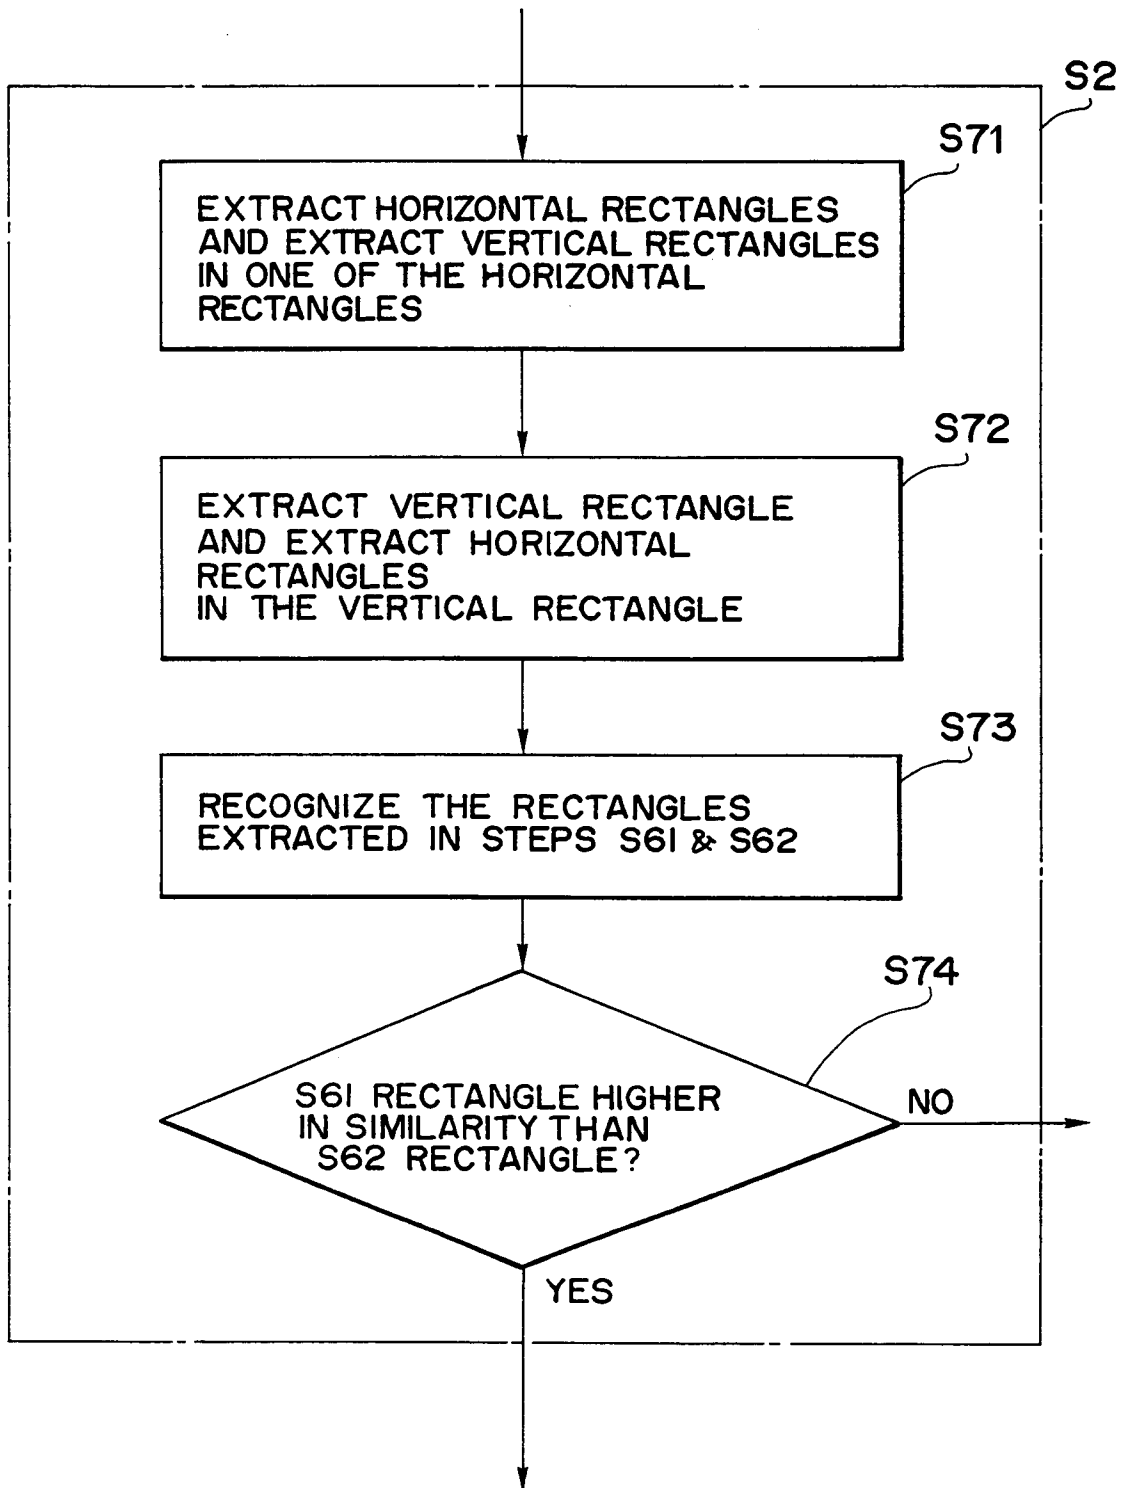 S2
S71
EXTRACT HORIZONTAL RECTANGLES
AND EXTRACT VERTICAL RECTANGLES
IN ONE OF THE HORIZONTAL
RECTANGLES
S72
EXTRACT VERTICAL RECTANGLE
AND EXTRACT HORIZONTAL
RECTANGLES
IN THE VERTICAL RECTANGLE
S73
RECOGNIZE THE RECTANGLES
EXTRACTED IN STEPS S61 & S62
S74
S61 RECTANGLE HIGHER
IN SIMILARITY THAN
S62 RECTANGLE?
NO
YES